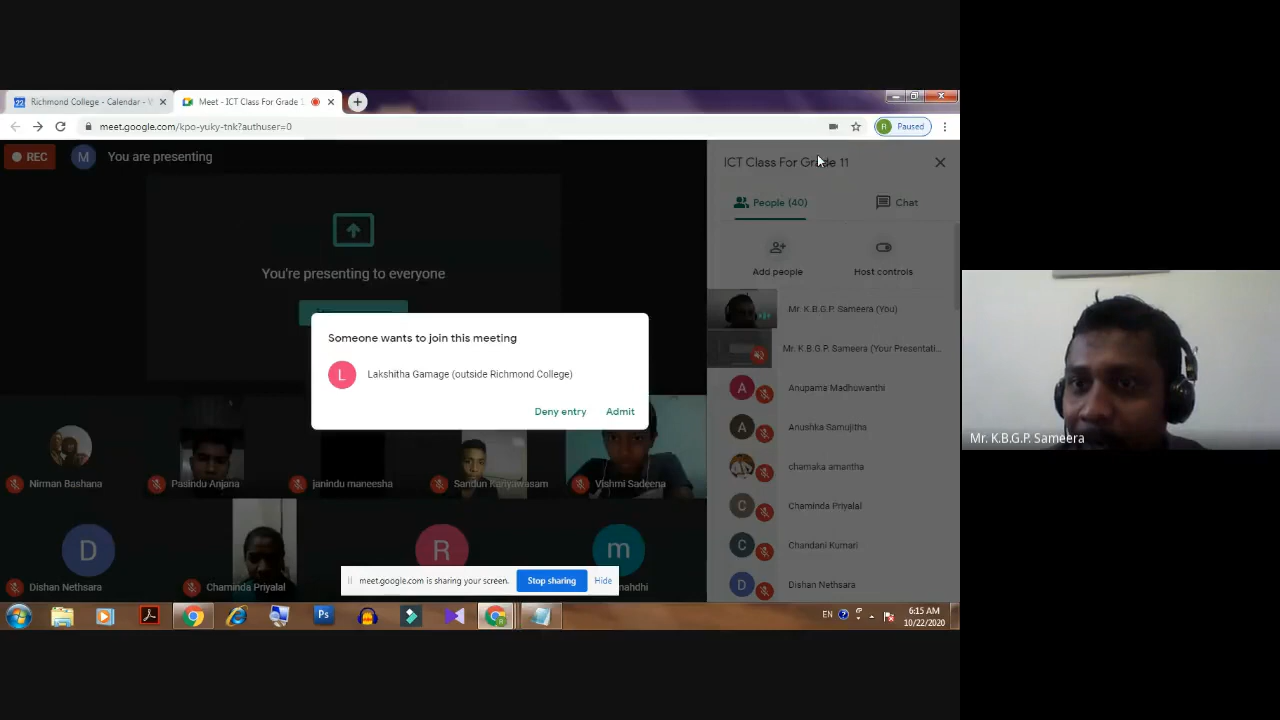 Richmond College - Calendar -
Meet - ICT Class For Grade 1
meet.google.com/kpo-yuky-tnk?authuser=0
R
Paused
REC
M
You are presenting
ICT Class For Grade 11
People (40)
Chat
You're presenting to everyone
Add people
Host controls
Someone wants to join this meeting
L
Lakshitha Gamage (outside Richmond College)
Deny entry
Admit
Mr. K.B.G.P. Sameera (You)
Mr. K.B.G.P. Sameera (Your Presentati...
A
Anupama Madhuwanthi
A
Anushka Samujitha
chamaka amantha
C
Chaminda Priyalal
C
Chandani Kumari
D
Dishan Nethsara
Nirman Bashana
Pasindu Anjana
janindu maneesha
Sandun Kariyawasam
Vishmi Sadeena
D
R
m
Dishan Nethsara
Chaminda Priyalal
nahdhi
meet.google.com is sharing your screen.
Stop sharing
Hide
Ps
EN
6:15 AM
10/22/2020
Mr. K.B.G.P. Sameera